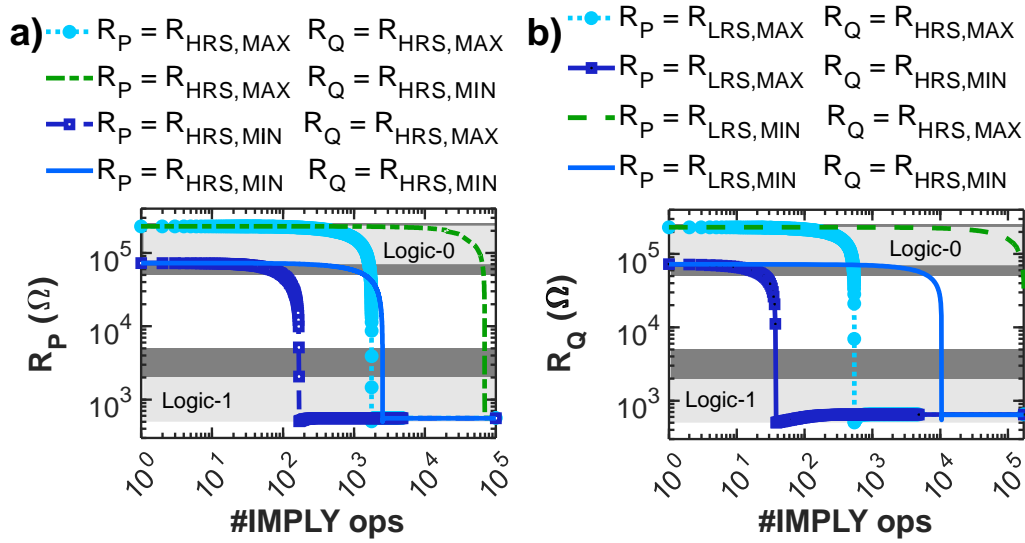 a)
R_P = R_HRS,MAX R_Q = R_HRS,MAX
R_P = R_HRS,MAX R_Q = R_HRS,MIN
R_P = R_HRS,MIN R_Q = R_HRS,MAX
R_P = R_HRS,MIN R_Q = R_HRS,MIN
R_P (Ω)
10^5
10^4
10^3
Logic-0
Logic-1
10^0 10^1 10^2 10^3 10^4 10^5
#IMPLY ops
b)
R_P = R_LRS,MAX R_Q = R_HRS,MAX
R_P = R_LRS,MAX R_Q = R_HRS,MIN
R_P = R_LRS,MIN R_Q = R_HRS,MAX
R_P = R_LRS,MIN R_Q = R_HRS,MIN
R_Q (Ω)
10^5
10^4
10^3
Logic-0
Logic-1
10^0 10^1 10^2 10^3 10^4 10^5
#IMPLY ops